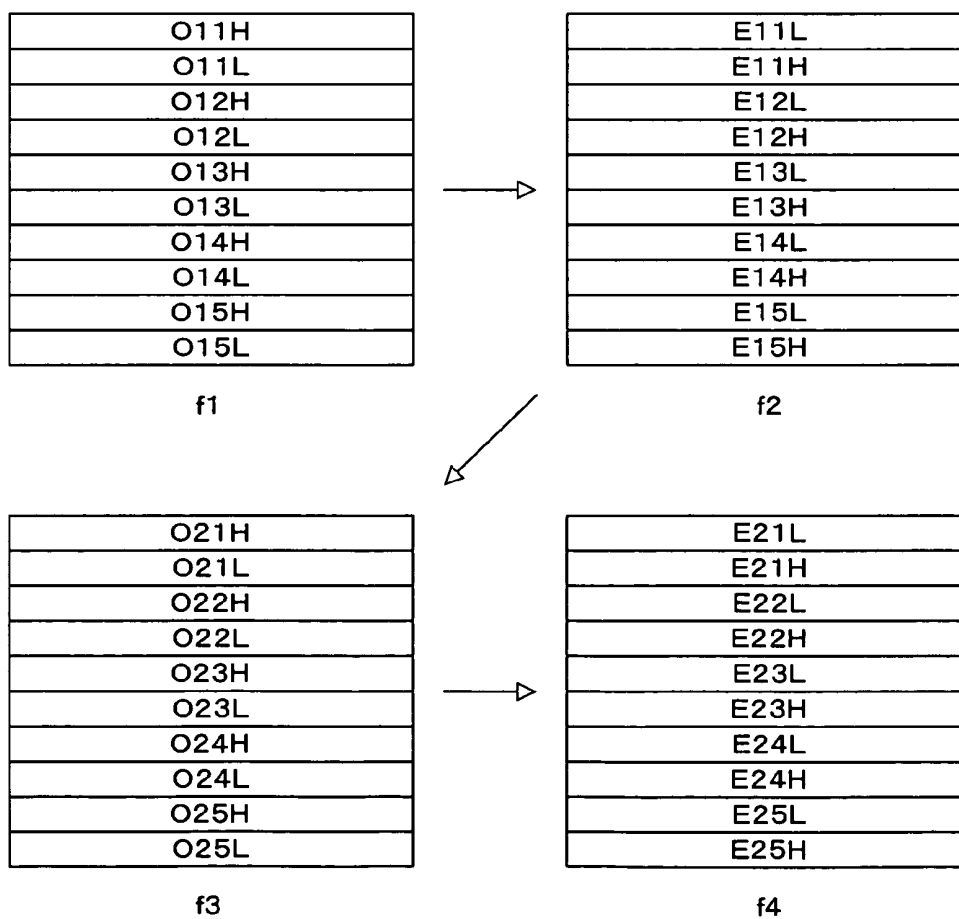 O11H
O11L
O12H
O12L
O13H
O13L
O14H
O14L
O15H
O15L
f1
E11L
E11H
E12L
E12H
E13L
E13H
E14L
E14H
E15L
E15H
f2
O21H
O21L
O22H
O22L
O23H
O23L
O24H
O24L
O25H
O25L
f3
E21L
E21H
E22L
E22H
E23L
E23H
E24L
E24H
E25L
E25H
f4